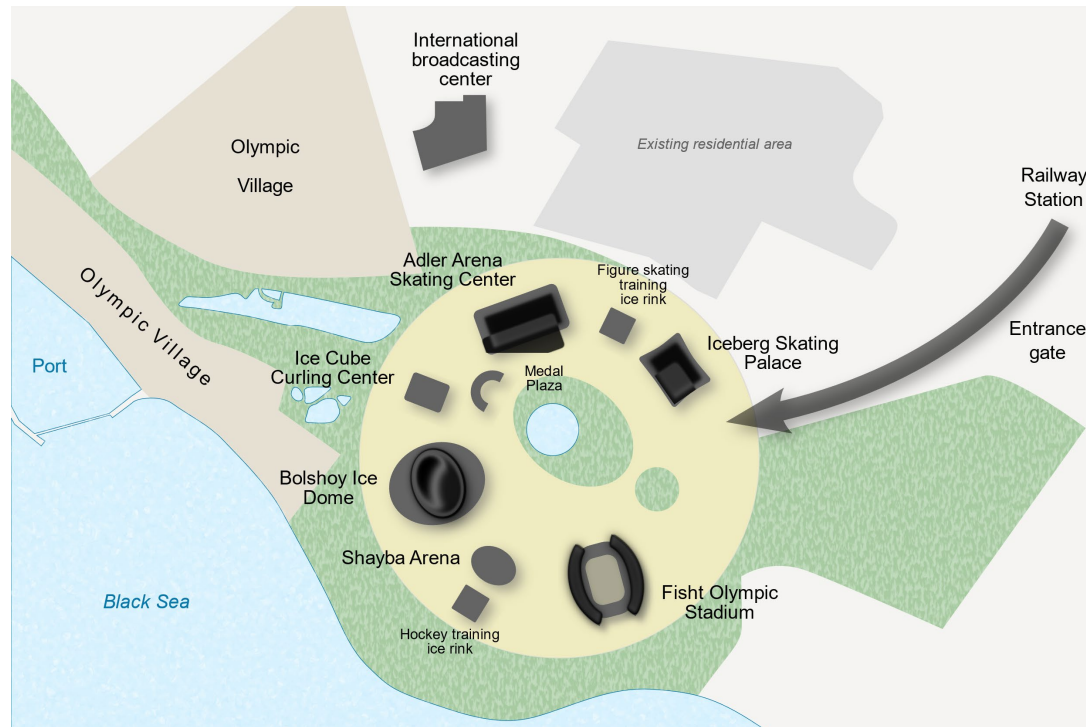 International
broadcasting
center
Existing residential area
Olympic
Village
Railway
Station
Adler Arena
Skating Center
Figure skating
training
ice rink
Olympic Village
Entrance
gate
Iceberg Skating
Palace
Port
Ice Cube
Curling Center
Medal
Plaza
Bolshoy Ice
Dome
Shayba Arena
Black Sea
Fisht Olympic
Stadium
Hockey training
ice rink